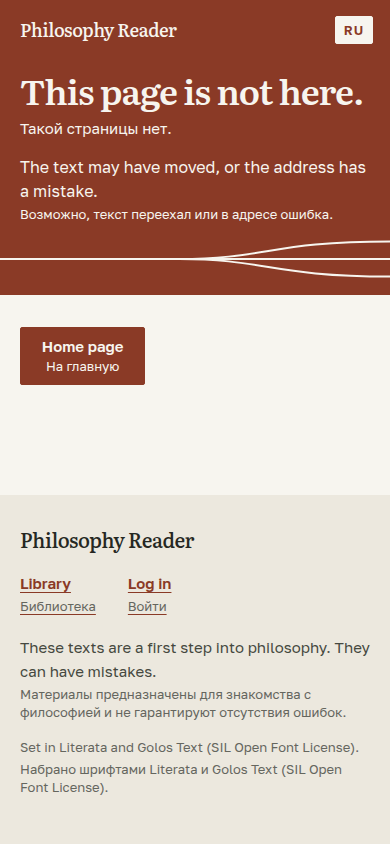 Philosophy Reader
RU
This page is not here.
Такой страницы нет.
The text may have moved, or the address has
a mistake.
Возможно, текст переехал или в адресе ошибка.
Home page
На главную
Philosophy Reader
Library
Log in
Библиотека
Войти
These texts are a first step into philosophy. They
can have mistakes.
Материалы предназначены для знакомства с
философией и не гарантируют отсутствия ошибок.
Set in Literata and Golos Text (SIL Open Font License).
Набрано шрифтами Literata и Golos Text (SIL Open
Font License).